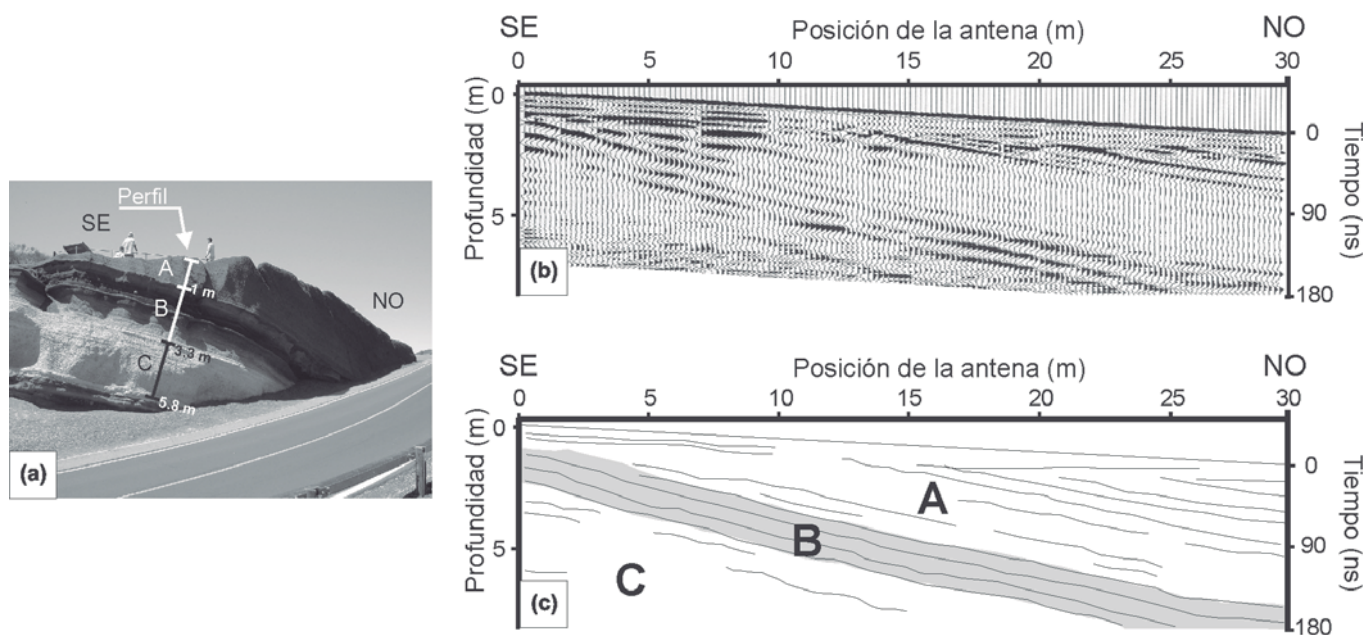 Perfil
SE
A
1 m
B
NO
3.3 m
C
5.8 m
(a)
SE NO
Posición de la antena (m)
0 5 10 15 20 25 30
Profundidad (m)
0
5
Tiempo (ns)
0
90
180
(b)
SE NO
Posición de la antena (m)
0 5 10 15 20 25 30
Profundidad (m)
0
5
Tiempo (ns)
0
90
180
A
B
C
(c)